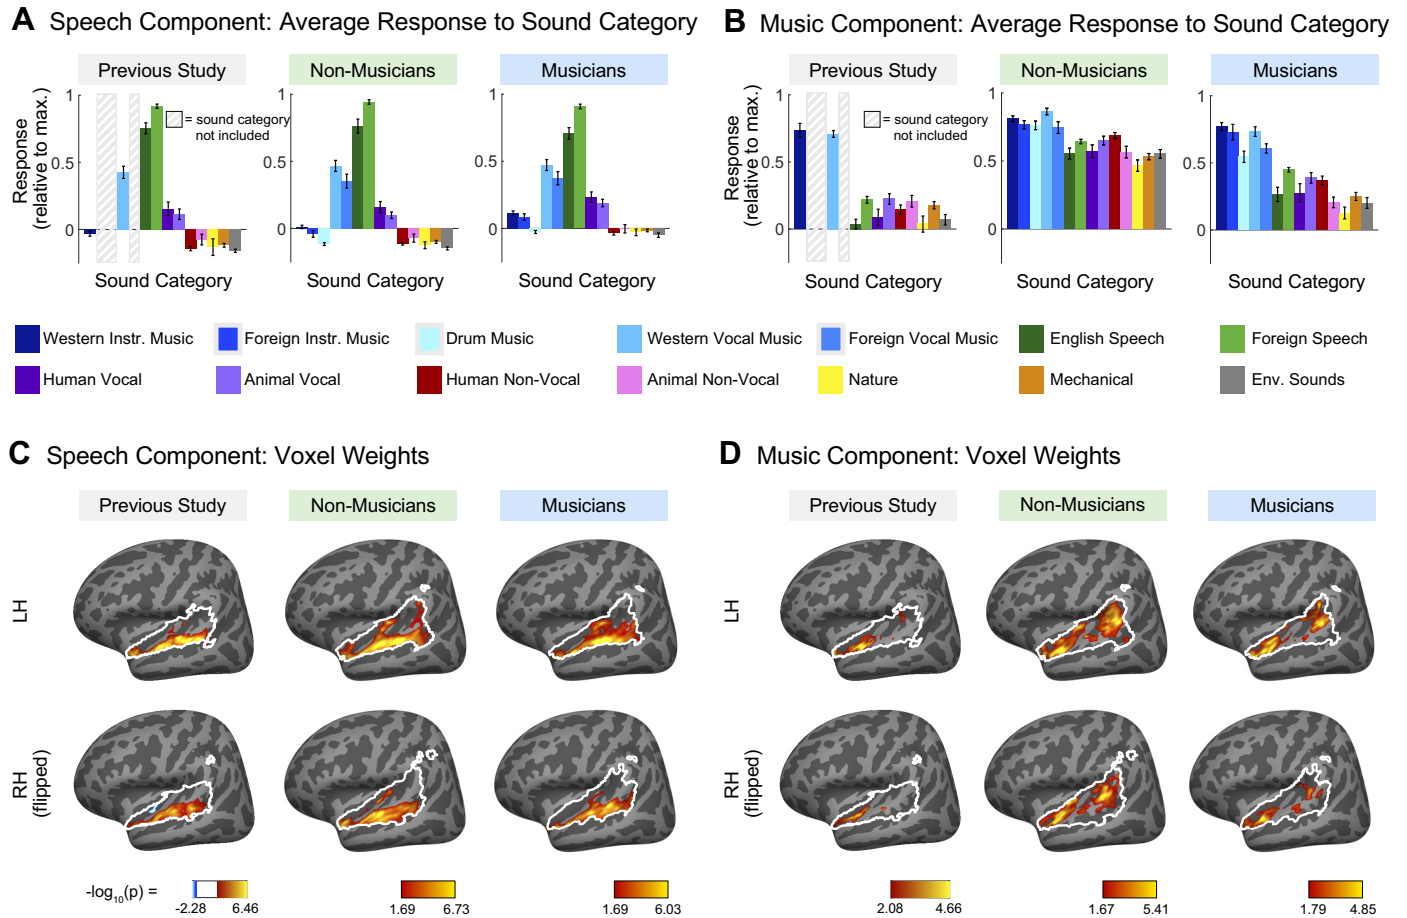 A Speech Component: Average Response to Sound Category
Previous Study
Non-Musicians
Musicians
Response
(relative to max.)
1
0.5
0
= sound category
not included
1
0.5
0
1
0.5
0
Sound Category
Sound Category
Sound Category
B Music Component: Average Response to Sound Category
Previous Study
Non-Musicians
Musicians
Response
(relative to max.)
1
0.5
0
= sound category
not included
1
0.5
0
1
0.5
0
Sound Category
Sound Category
Sound Category
Western Instr. Music
Foreign Instr. Music
Drum Music
Western Vocal Music
Foreign Vocal Music
English Speech
Foreign Speech
Human Vocal
Animal Vocal
Human Non-Vocal
Animal Non-Vocal
Nature
Mechanical
Env. Sounds
C Speech Component: Voxel Weights
Previous Study
Non-Musicians
Musicians
LH
RH
(flipped)
-log10(p) =
-2.28 6.46
1.69 6.73
1.69 6.03
D Music Component: Voxel Weights
Previous Study
Non-Musicians
Musicians
LH
RH
(flipped)
2.08 4.66
1.67 5.41
1.79 4.85